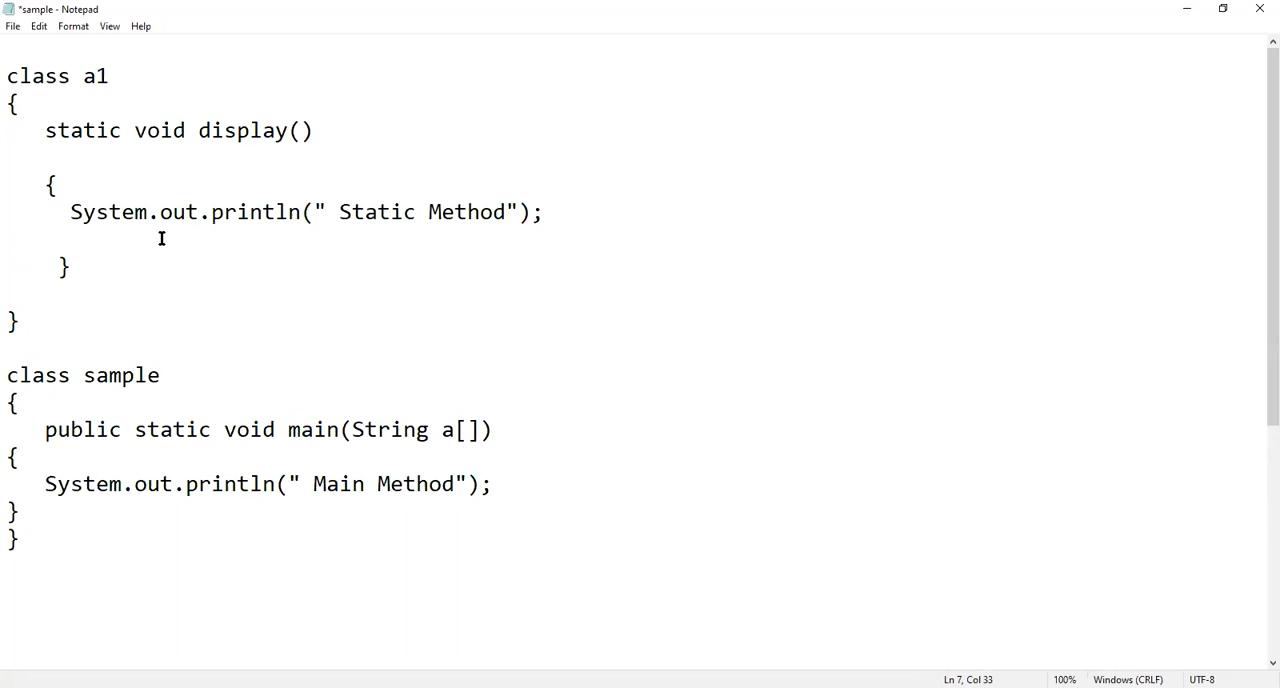 *sample - Notepad
File Edit Format View Help
class a1
{
static void display()
{
System.out.println(" Static Method");
}
}
class sample
{
public static void main(String a[])
{
System.out.println(" Main Method");
}
}
Ln 7, Col 33 100% Windows (CRLF) UTF-8